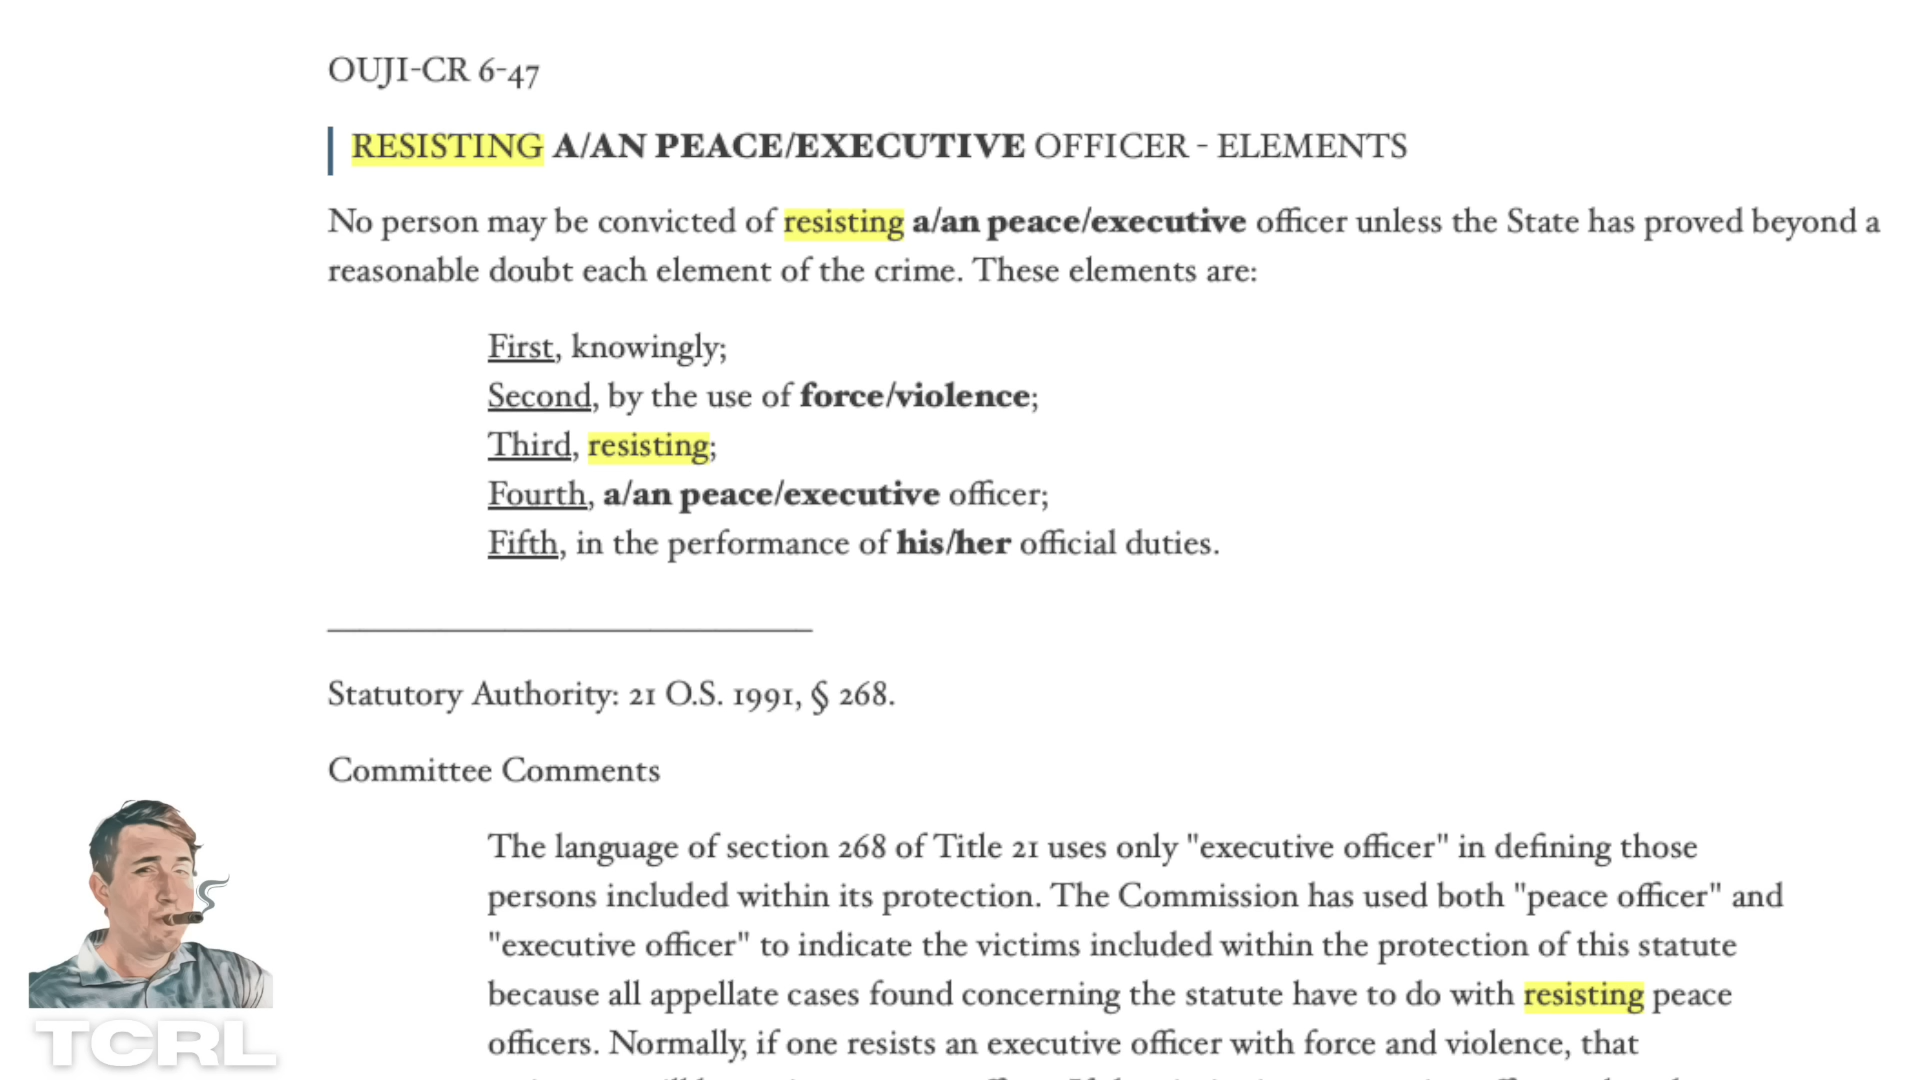 OUJI-CR 6-47
RESISTING A/AN PEACE/EXECUTIVE OFFICER - ELEMENTS
No person may be convicted of resisting a/an peace/executive officer unless the State has proved beyond a
reasonable doubt each element of the crime. These elements are:
First, knowingly;
Second, by the use of force/violence;
Third, resisting;
Fourth, a/an peace/executive officer;
Fifth, in the performance of his/her official duties.
Statutory Authority: 21 O.S. 1991, § 268.
Committee Comments
The language of section 268 of Title 21 uses only "executive officer" in defining those
persons included within its protection. The Commission has used both "peace officer" and
"executive officer" to indicate the victims included within the protection of this statute
because all appellate cases found concerning the statute have to do with resisting peace
officers. Normally, if one resists an executive officer with force and violence, that
TCRL